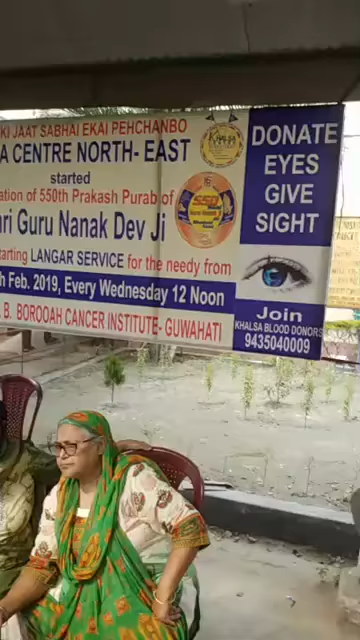 KI JAAT SABHAI EKAI PEHCHANBO
A CENTRE NORTH- EAST
started
ation of 550th Prakash Purab of
ri Guru Nanak Dev Ji
tarting LANGAR SERVICE for the needy from
h Feb. 2019, Every Wednesday 12 Noon
. B. BOROOAH CANCER INSTITUTE- GUWAHATI
KHALSA
550
DONATE
EYES
GIVE
SIGHT
Join
KHALSA BLOOD DONORS
9435040009